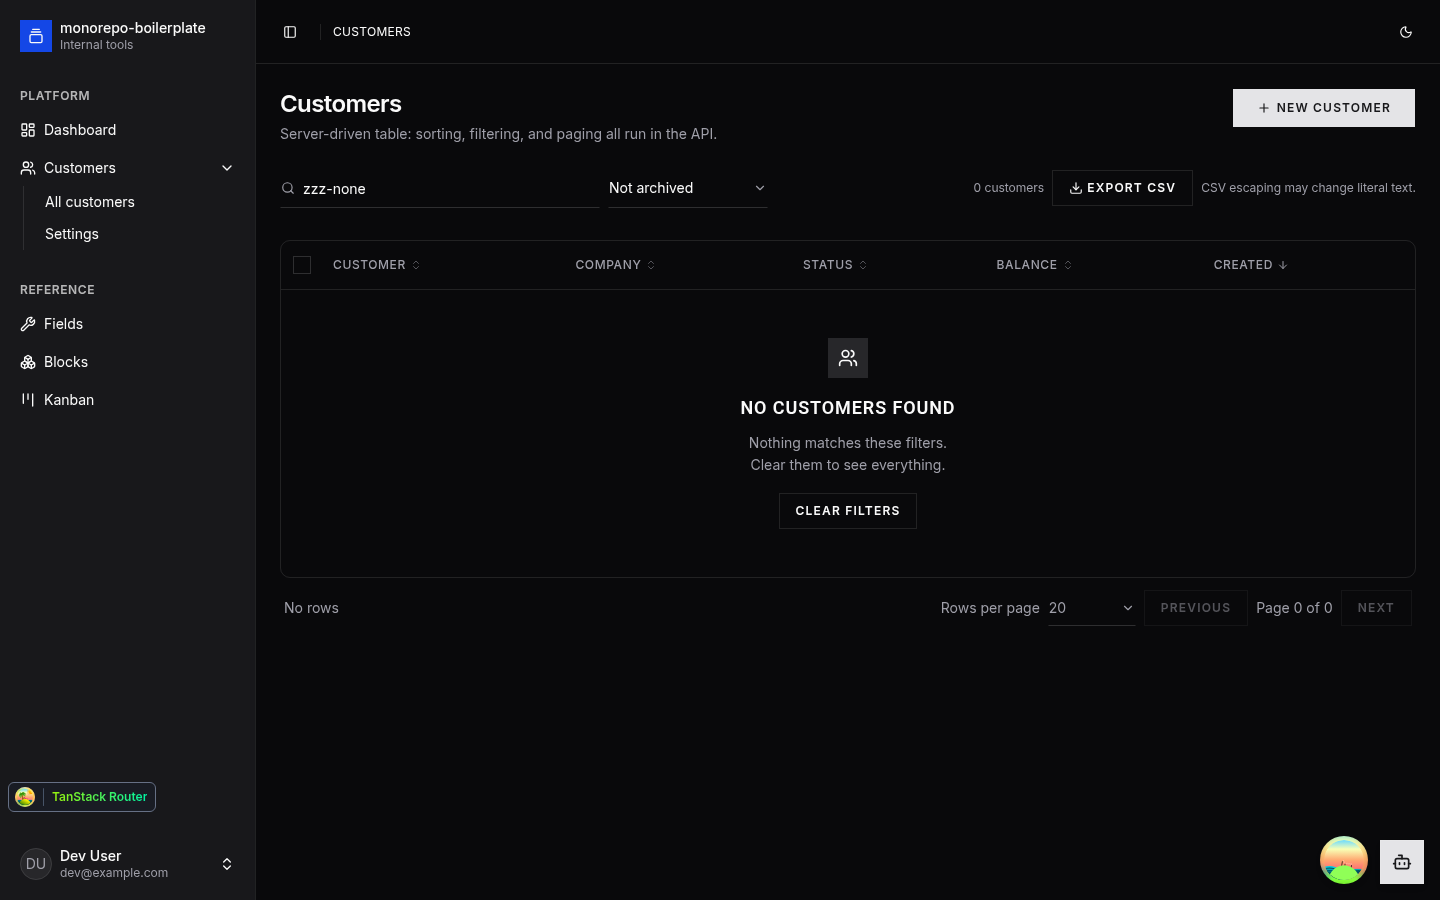 monorepo-boilerplate
Internal tools
PLATFORM
Dashboard
Customers
All customers
Settings
REFERENCE
Fields
Blocks
Kanban
TanStack Router
DU
Dev User
dev@example.com
CUSTOMERS
Customers
Server-driven table: sorting, filtering, and paging all run in the API.
NEW CUSTOMER
zzz-none
Not archived
0 customers
EXPORT CSV
CSV escaping may change literal text.
CUSTOMER COMPANY STATUS BALANCE CREATED
NO CUSTOMERS FOUND
Nothing matches these filters.
Clear them to see everything.
CLEAR FILTERS
No rows
Rows per page 20 PREVIOUS Page 0 of 0 NEXT